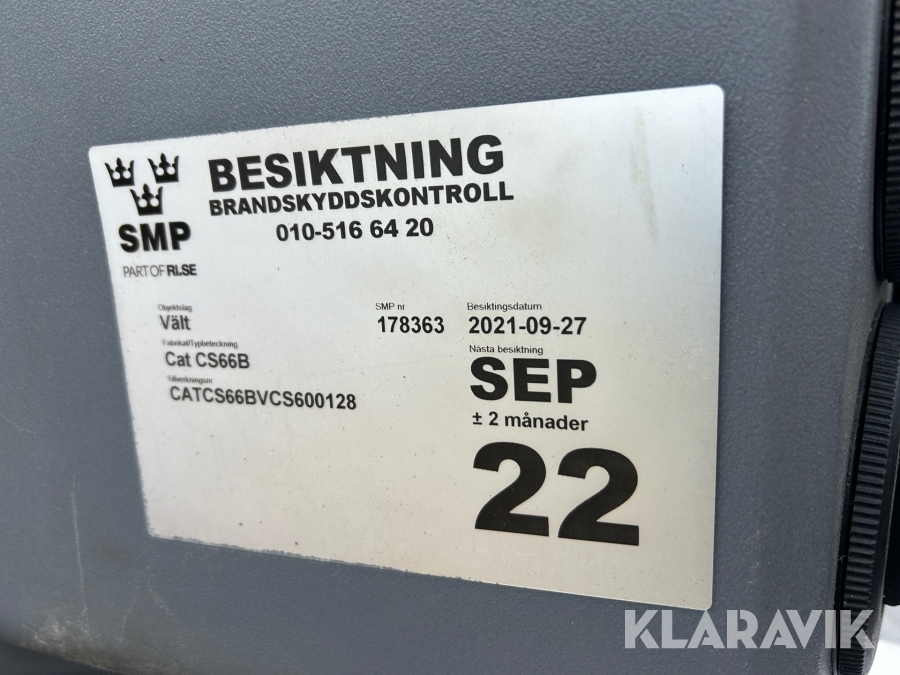 BESIKTNING
BRANDSKYDDSKONTROLL
010-516 64 20
SMP
PART OF RI.SE
Objektslag
Vält
SMP nr
178363
Besiktingsdatum
2021-09-27
Fabrikat/Typbeteckning
Cat CS66B
Nästa besiktning
SEP
± 2 månader
22
Tillverkningsnr
CATCS66BVCS600128
KLARAVIK